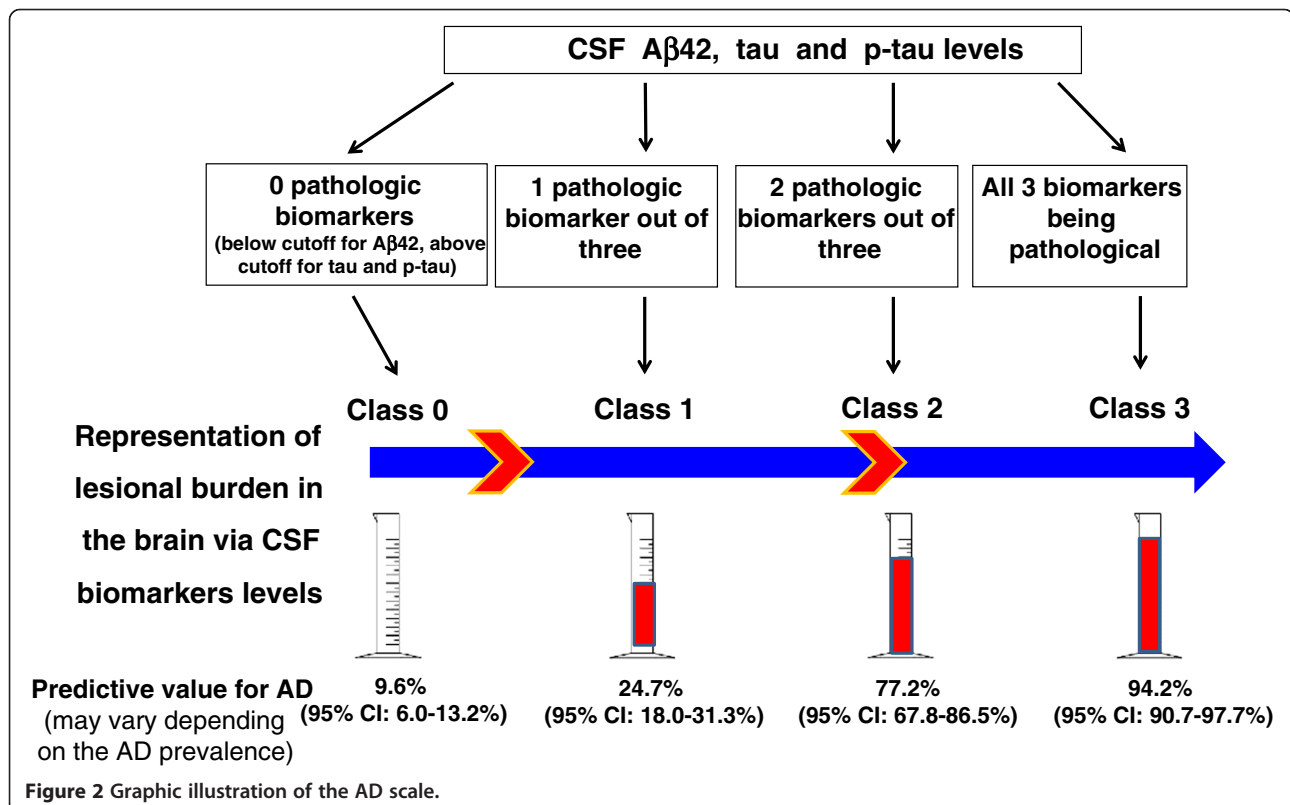 CSF Aβ42, tau and p-tau levels
0 pathologic
biomarkers
(below cutoff for Aβ42, above
cutoff for tau and p-tau)
1 pathologic
biomarker out of
three
2 pathologic
biomarkers out of
three
All 3 biomarkers
being
pathological
Class 0
Class 1
Class 2
Class 3
Representation of
lesional burden in
the brain via CSF
biomarkers levels
Predictive value for AD
(may vary depending
on the AD prevalence)
9.6%
(95% CI: 6.0-13.2%)
24.7%
(95% CI: 18.0-31.3%)
77.2%
(95% CI: 67.8-86.5%)
94.2%
(95% CI: 90.7-97.7%)
Figure 2 Graphic illustration of the AD scale.